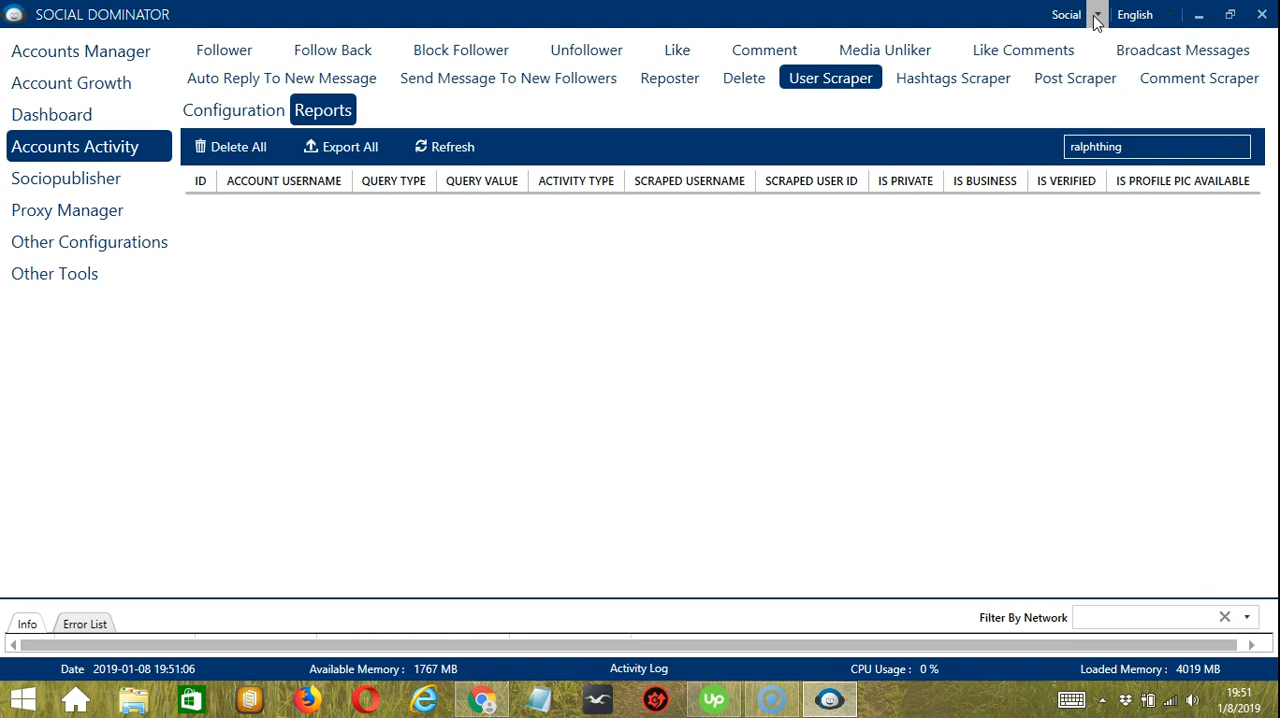 SOCIAL DOMINATOR
Social
English
Accounts Manager
Account Growth
Dashboard
Accounts Activity
Sociopublisher
Proxy Manager
Other Configurations
Other Tools
Follower Follow Back Block Follower Unfollower Like Comment Media Unliker Like Comments Broadcast Messages
Auto Reply To New Message Send Message To New Followers Reposter Delete User Scraper Hashtags Scraper Post Scraper Comment Scraper
Configuration Reports
Delete All Export All Refresh ralphthing
ID ACCOUNT USERNAME QUERY TYPE QUERY VALUE ACTIVITY TYPE SCRAPED USERNAME SCRAPED USER ID IS PRIVATE IS BUSINESS IS VERIFIED IS PROFILE PIC AVAILABLE
Filter By Network
Info Error List
Date 2019-01-08 19:51:06 Available Memory : 1767 MB Activity Log CPU Usage : 0 % Loaded Memory : 4019 MB
Up
19:51
1/8/2019